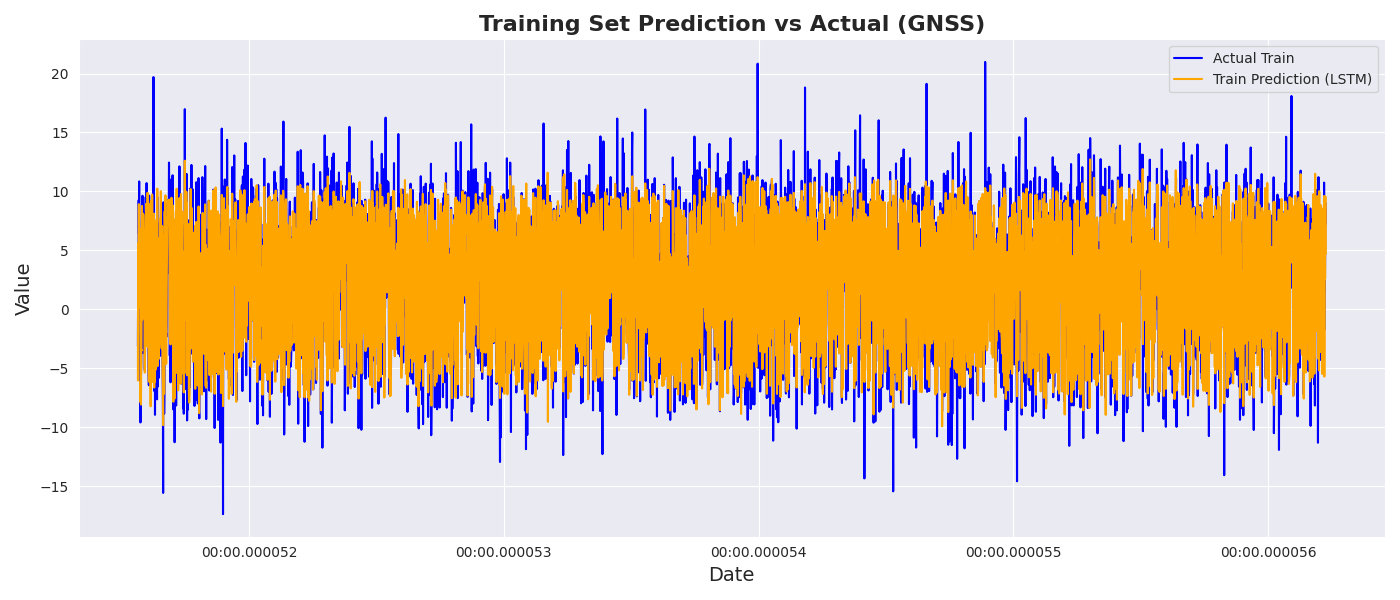 Training Set Prediction vs Actual (GNSS)
Actual Train
Train Prediction (LSTM)
Value
20
15
10
5
0
−5
−10
−15
00:00.000052
00:00.000053
00:00.000054
00:00.000055
00:00.000056
Date